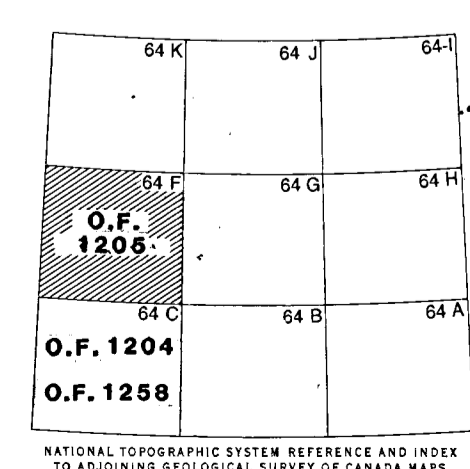 64 K 64 J 64-I
64 F 64 G 64 H
O.F.
1205
64 C 64 B 64 A
O.F. 1204
O.F. 1258
NATIONAL TOPOGRAPHIC SYSTEM REFERENCE AND INDEX
TO ADJOINING GEOLOGICAL SURVEY OF CANADA MAPS